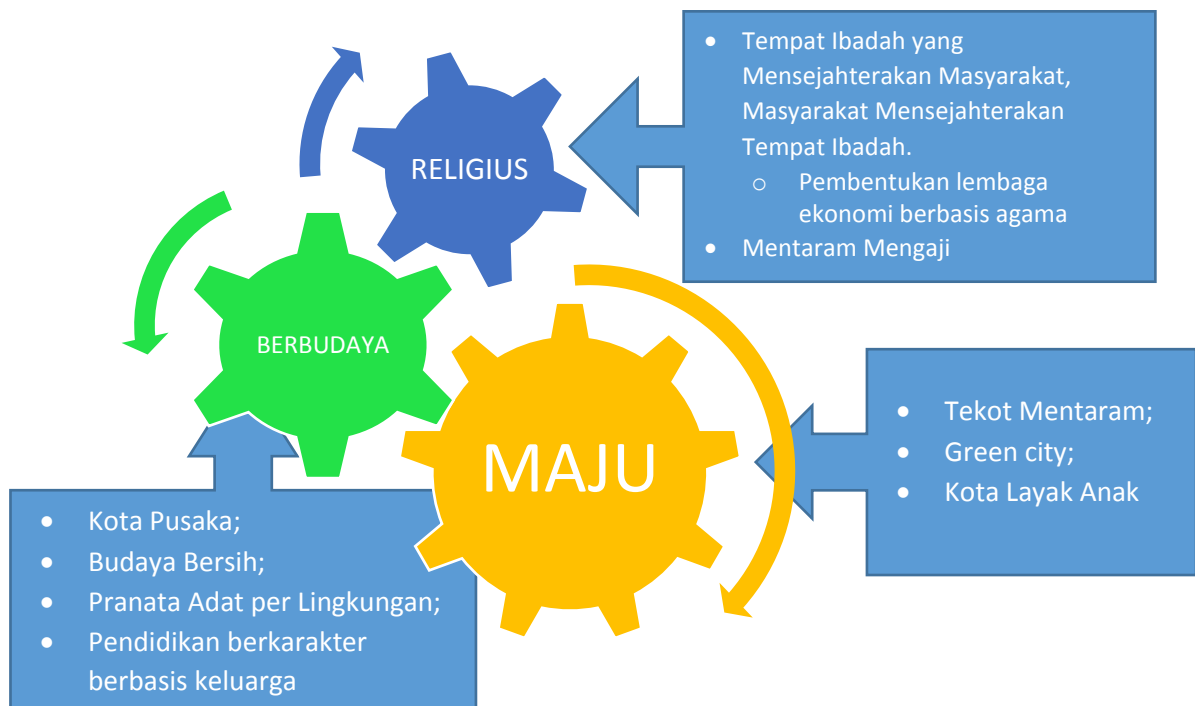 RELIGIUS
• Tempat Ibadah yang
Mensejahterakan Masyarakat,
Masyarakat Mensejahterakan
Tempat Ibadah.
o Pembentukan lembaga
ekonomi berbasis agama
• Mentaram Mengaji
BERBUDAYA
MAJU
• Tekot Mentaram;
• Green city;
• Kota Layak Anak
• Kota Pusaka;
• Budaya Bersih;
• Pranata Adat per Lingkungan;
• Pendidikan berkarakter
berbasis keluarga